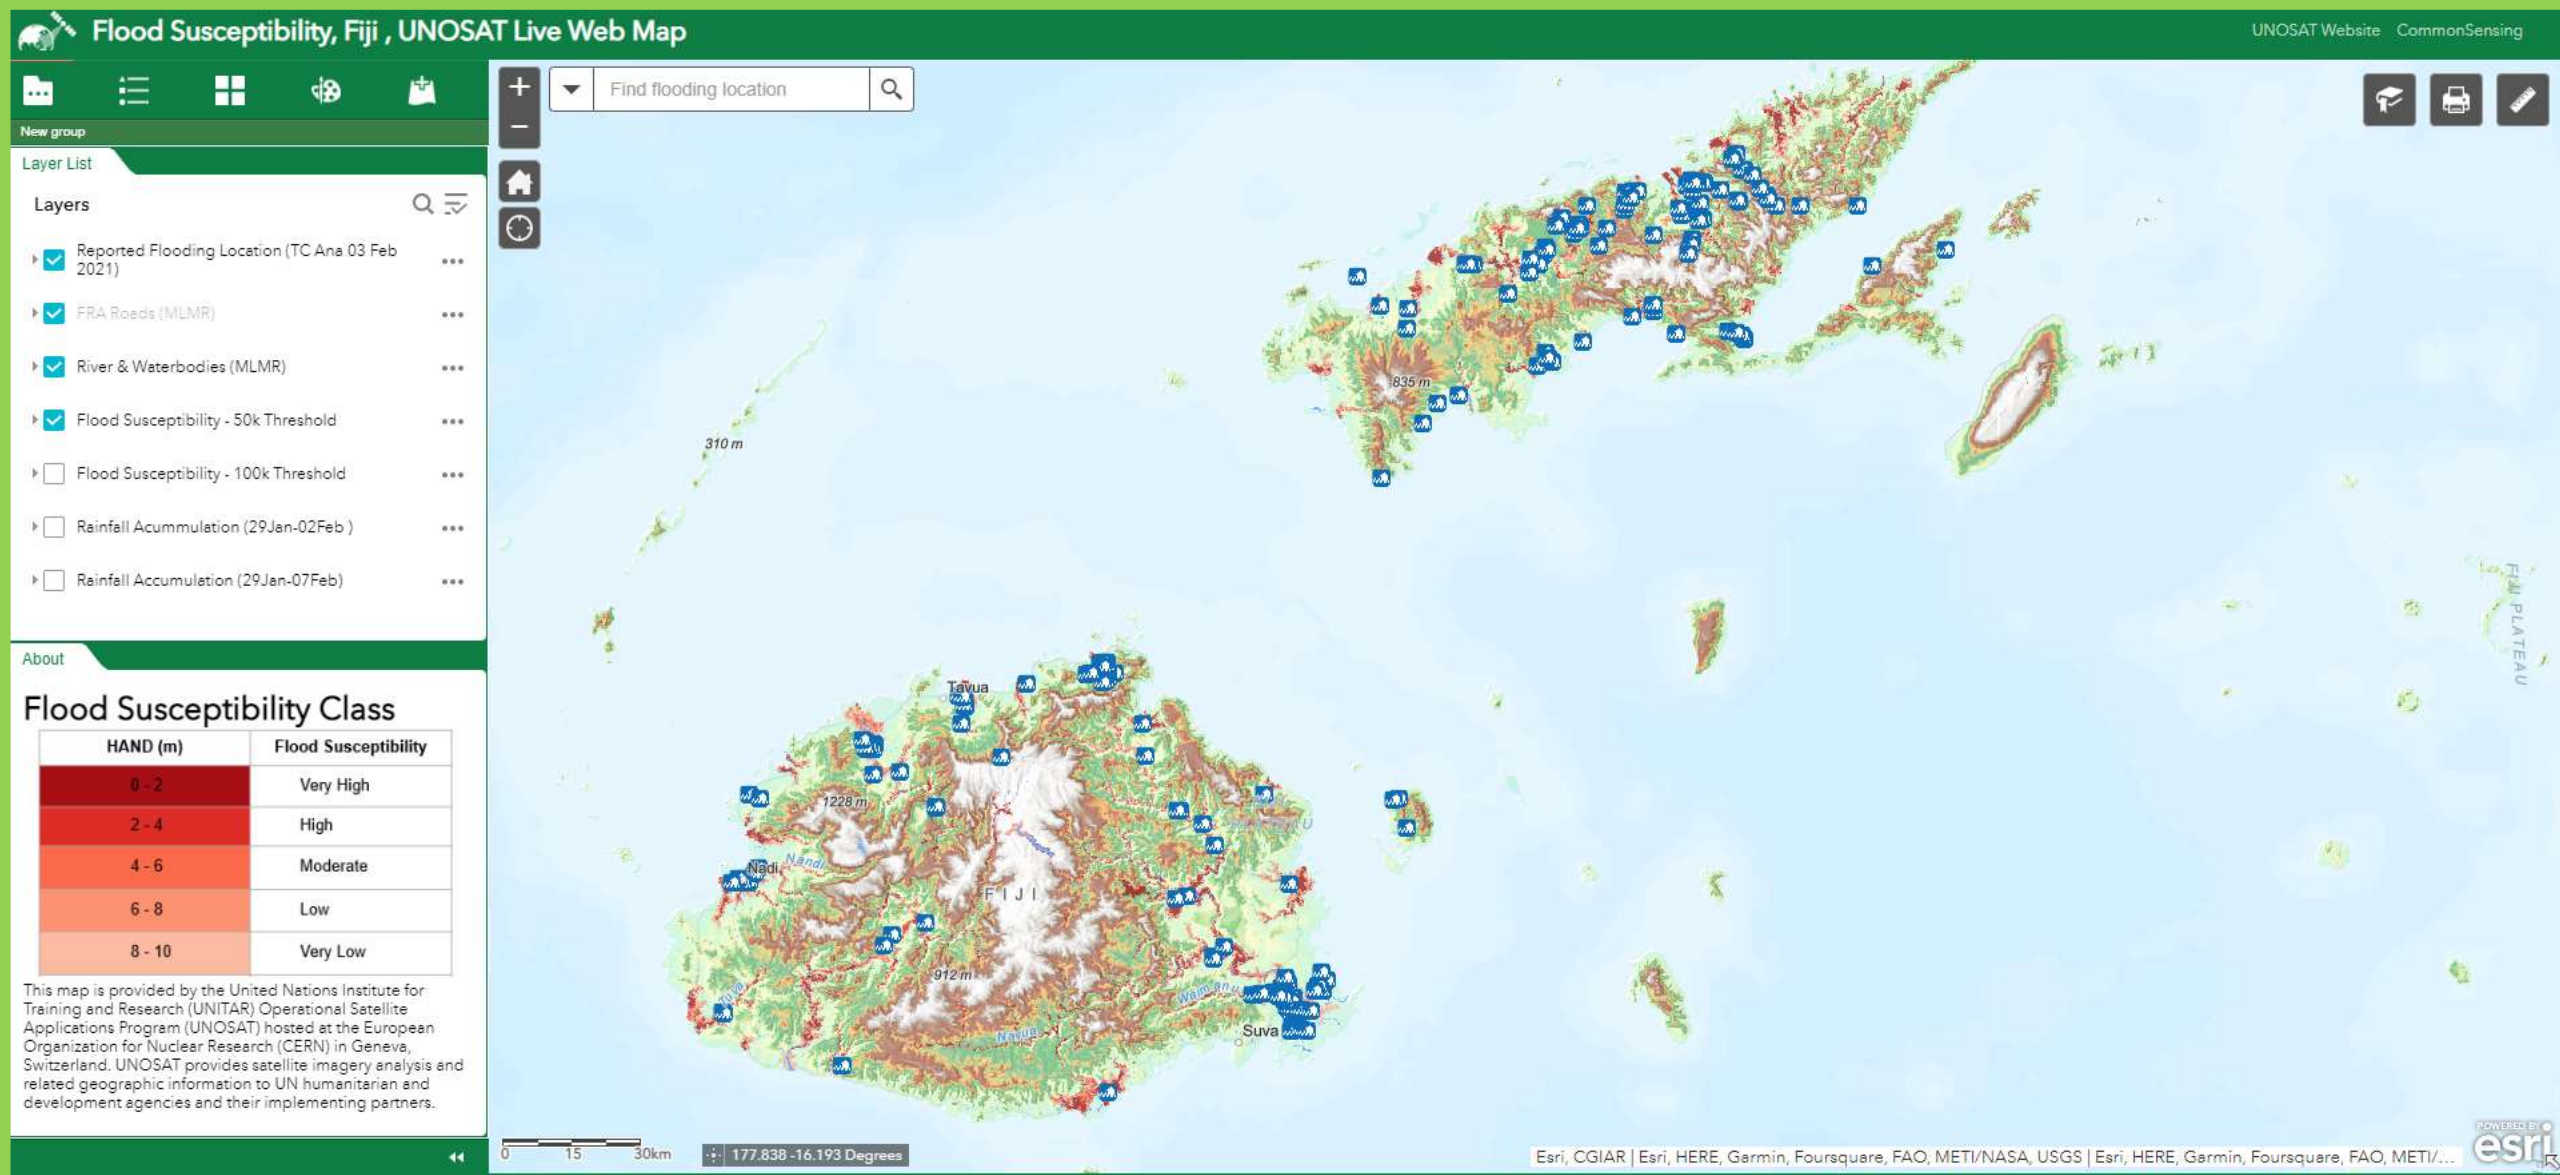 Flood Susceptibility, Fiji , UNOSAT Live Web Map
UNOSAT Website CommonSensing
New group
Layer List
Layers
Reported Flooding Location (TC Ana 03 Feb
2021)
FRA Roads (MLMR)
River & Waterbodies (MLMR)
Flood Susceptibility - 50k Threshold
Flood Susceptibility - 100k Threshold
Rainfall Acummulation (29Jan-02Feb )
Rainfall Accumulation (29Jan-07Feb)
About
Flood Susceptibility Class
HAND (m) Flood Susceptibility
0 - 2 Very High
2 - 4 High
4 - 6 Moderate
6 - 8 Low
8 - 10 Very Low
This map is provided by the United Nations Institute for
Training and Research (UNITAR) Operational Satellite
Applications Program (UNOSAT) hosted at the European
Organization for Nuclear Research (CERN) in Geneva,
Switzerland. UNOSAT provides satellite imagery analysis and
related geographic information to UN humanitarian and
development agencies and their implementing partners.
Find flooding location
835 m
310 m
FIJI PLATEAU
Tavua
1228 m
Nandi
Nadi
FIJI
912 m
Tuva
Waimanu
Navua
Suva
0 15 30km
177.838 -16.193 Degrees
Esri, CGIAR | Esri, HERE, Garmin, Foursquare, FAO, METI/NASA, USGS | Esri, HERE, Garmin, Foursquare, FAO, METI/...
POWERED BY
esri